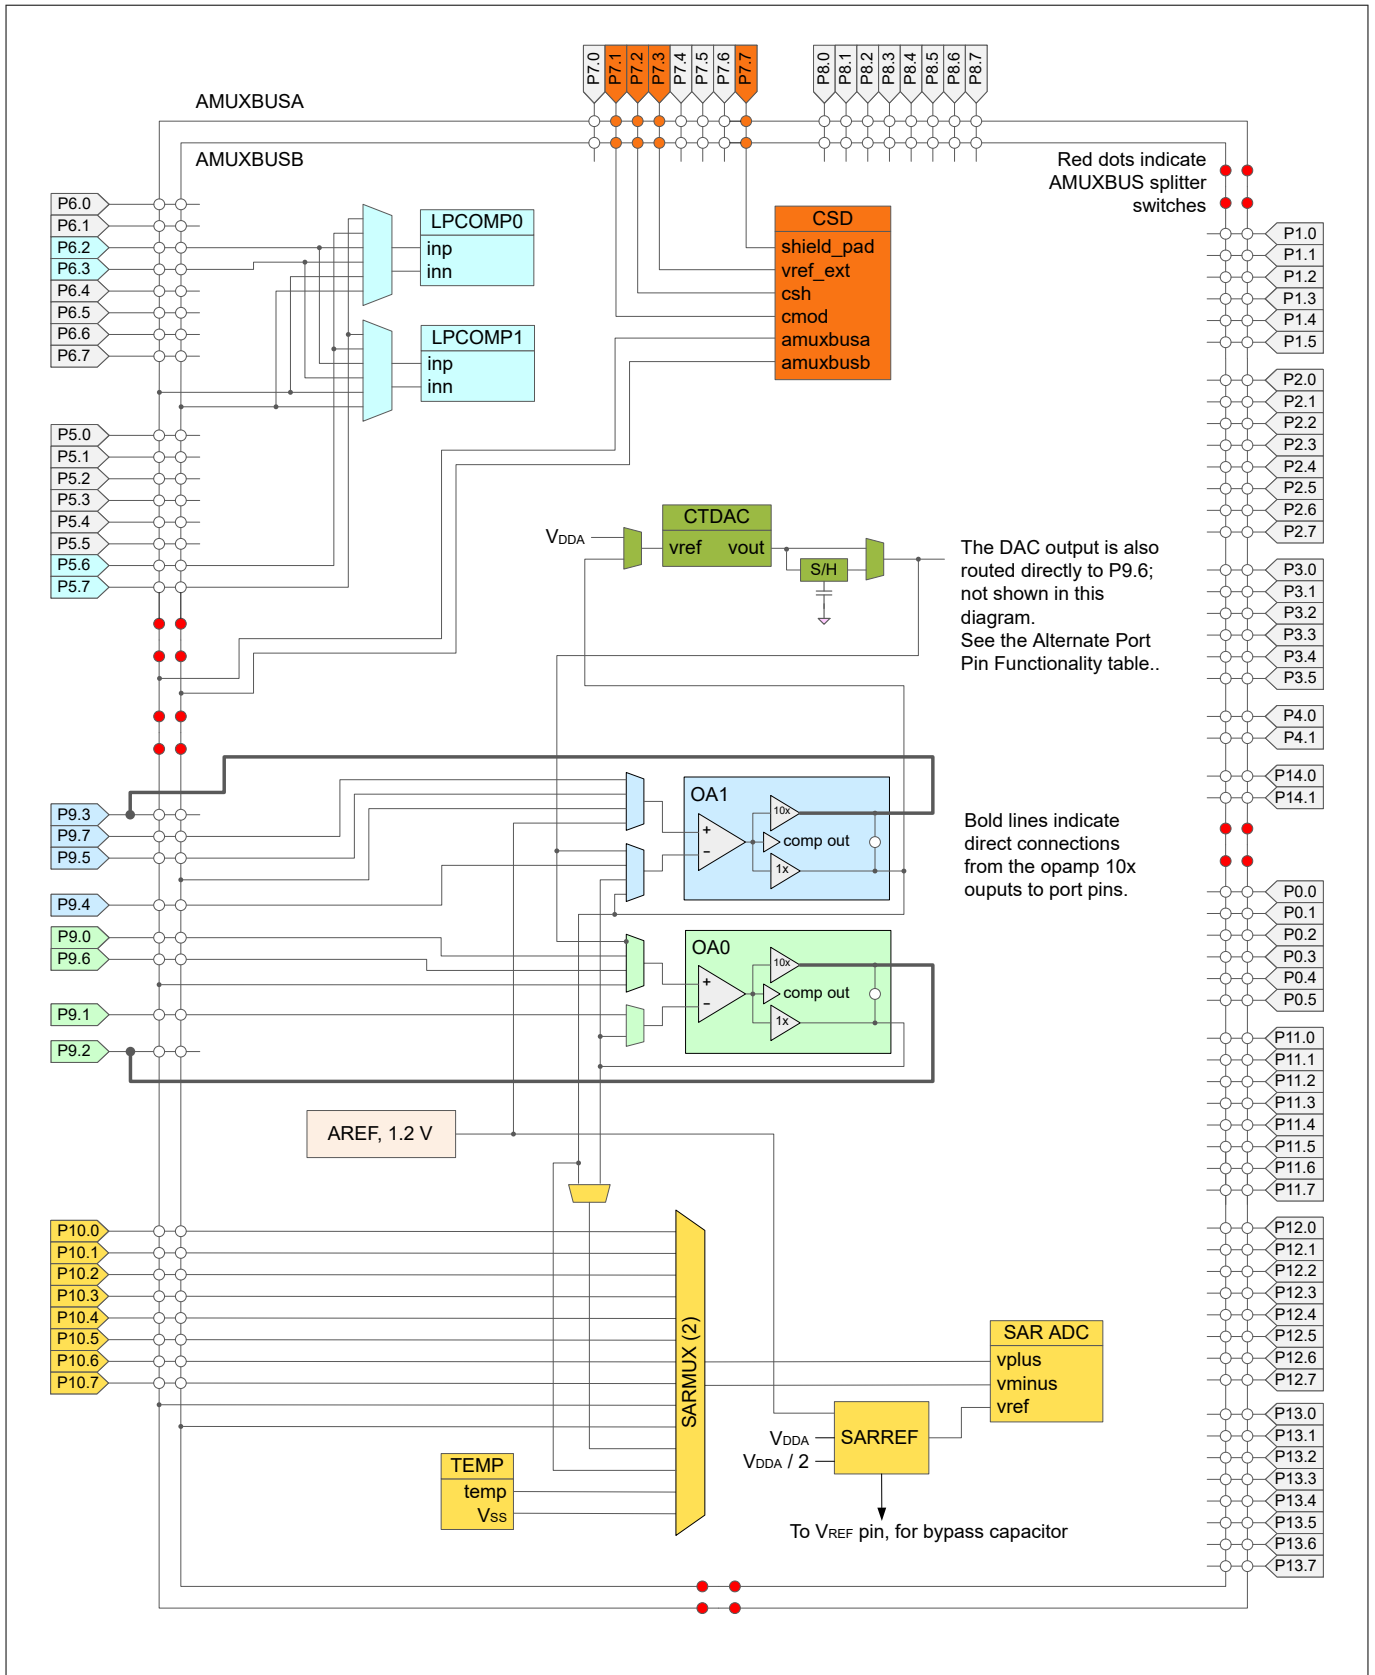 P7.0
P7.1
P7.2
P7.3
P7.4
P7.5
P7.6
P7.7
P8.0
P8.1
P8.2
P8.3
P8.4
P8.5
P8.6
P8.7
AMUXBUSA
AMUXBUSB
Red dots indicate
AMUXBUS splitter
switches
P6.0
P6.1
P6.2
P6.3
P6.4
P6.5
P6.6
P6.7
LPCOMP0
inp
inn
LPCOMP1
inp
inn
CSD
shield_pad
vref_ext
csh
cmod
amuxbusa
amuxbusb
P1.0
P1.1
P1.2
P1.3
P1.4
P1.5
P2.0
P2.1
P2.2
P2.3
P2.4
P2.5
P2.6
P2.7
P5.0
P5.1
P5.2
P5.3
P5.4
P5.5
P5.6
P5.7
VDDA
CTDAC
vref vout
S/H
The DAC output is also
routed directly to P9.6;
not shown in this
diagram.
See the Alternate Port
Pin Functionality table..
P3.0
P3.1
P3.2
P3.3
P3.4
P3.5
P4.0
P4.1
P14.0
P14.1
P9.3
P9.7
P9.5
P9.4
OA1
+
−
10x
comp out
1x
Bold lines indicate
direct connections
from the opamp 10x
ouputs to port pins.
P9.0
P9.6
P9.1
P9.2
OA0
+
−
10x
comp out
1x
P0.0
P0.1
P0.2
P0.3
P0.4
P0.5
P11.0
P11.1
P11.2
P11.3
P11.4
P11.5
P11.6
P11.7
AREF, 1.2 V
P10.0
P10.1
P10.2
P10.3
P10.4
P10.5
P10.6
P10.7
SARMUX (2)
SAR ADC
vplus
vminus
vref
SARREF
VDDA
VDDA / 2
TEMP
temp
VSS
To VREF pin, for bypass capacitor
P12.0
P12.1
P12.2
P12.3
P12.4
P12.5
P12.6
P12.7
P13.0
P13.1
P13.2
P13.3
P13.4
P13.5
P13.6
P13.7